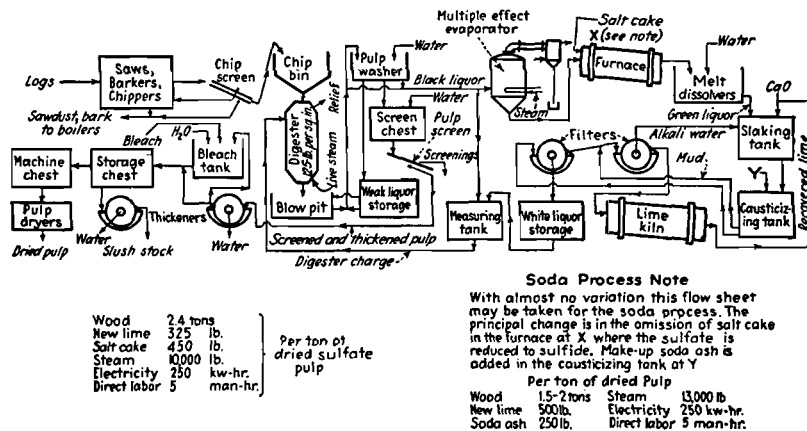 Logs
Saws,
Barkers,
Chippers
Chip
screen
Sawdust, bark
to boilers
Chip
bin
Digester
125 lb. per sq. in.
Relief
Live steam
Blow pit
Pulp
washer
Water
Black liquor
Water
Screen
chest
Pulp
screen
Screenings
Weak liquor
storage
Multiple effect
evaporator
Steam
Salt cake
X (see note)
Furnace
Water
Melt
dissolvers
CaO
Green liquor
Slaking
tank
Alkali water
Filters
Mud
Y
Causticiz-
ing tank
Reburned lime
Lime
kiln
White liquor
storage
Measuring
tank
Bleach
H2O
Bleach
tank
Storage
chest
Machine
chest
Pulp
dryers
Dried pulp
Water
Slush stock
Thickeners
Water
Screened and thickened pulp
Digester charge
Wood 2.4 tons
New lime 325 lb.
Salt cake 450 lb.
Steam 10,000 lb.
Electricity 250 kw-hr.
Direct labor 5 man-hr.
Per ton of
dried sulfate
pulp
Soda Process Note
With almost no variation this flow sheet
may be taken for the soda process. The
principal change is in the omission of salt cake
in the furnace at X where the sulfate is
reduced to sulfide. Make-up soda ash is
added in the causticizing tank at Y
Per ton of dried Pulp
Wood 1.5-2 tons Steam 13,000 lb
New lime 500 lb. Electricity 250 kw-hr.
Soda ash 250 lb. Direct labor 5 man-hr.